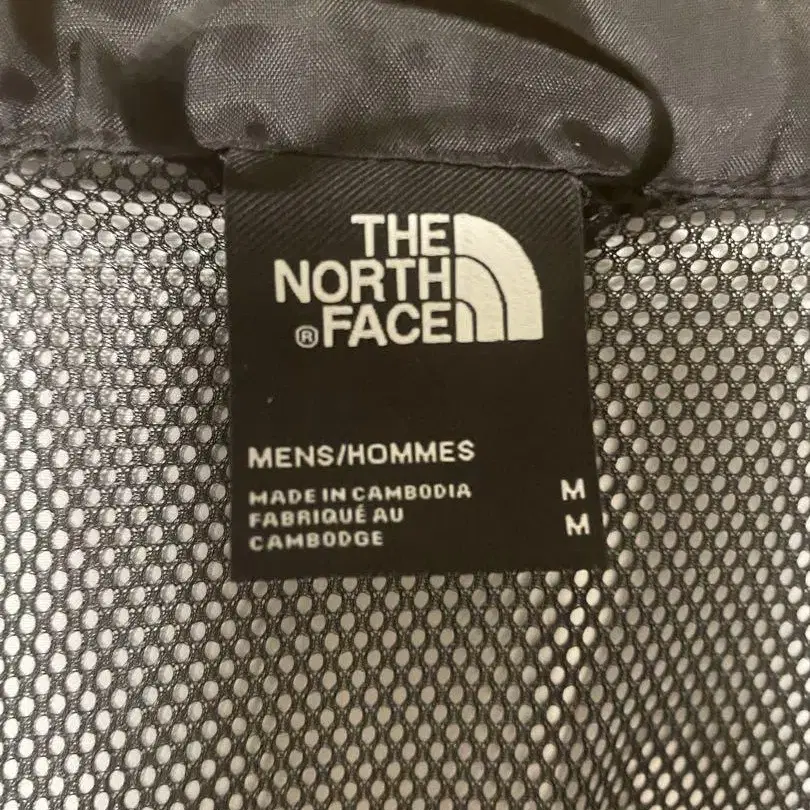 THE
NORTH
® FACE
MENS/HOMMES
MADE IN CAMBODIA M
FABRIQUÉ AU M
CAMBODGE